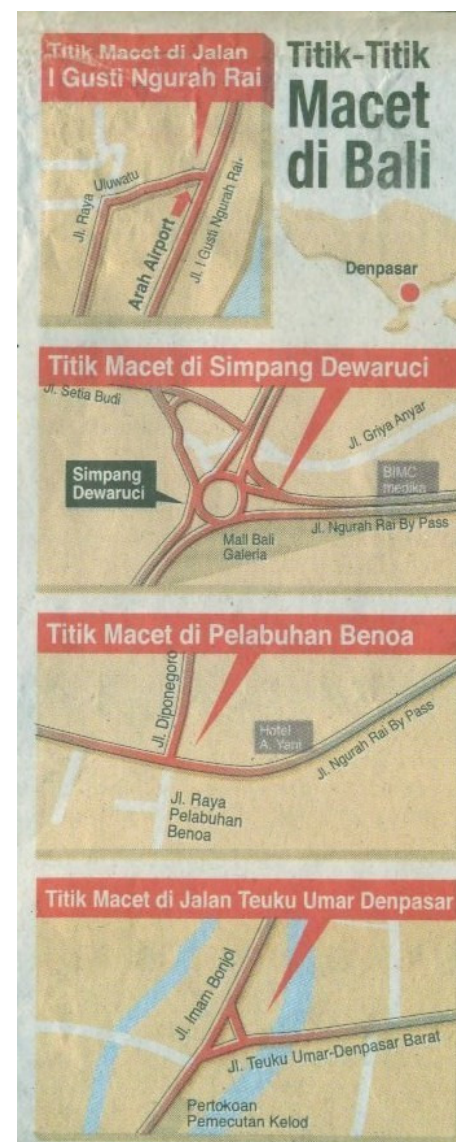 Titik Macet di Jalan
I Gusti Ngurah Rai
Titik-Titik
Macet
di Bali
Jl. Raya Uluwatu
Arah Airport
Jl. I Gusti Ngurah Rai
Denpasar
Titik Macet di Simpang Dewaruci
Jl. Setia Budi
Jl. Griya Anyar
Simpang
Dewaruci
BIMC
medika
Mall Bali
Galeria
Jl. Ngurah Rai By Pass
Titik Macet di Pelabuhan Benoa
Jl. Diponegoro
Hotel
A. Yani
Jl. Ngurah Rai By Pass
Jl. Raya
Pelabuhan
Benoa
Titik Macet di Jalan Teuku Umar Denpasar
Jl. Imam Bonjol
Jl. Teuku Umar-Denpasar Barat
Pertokoan
Pemecutan Kelod